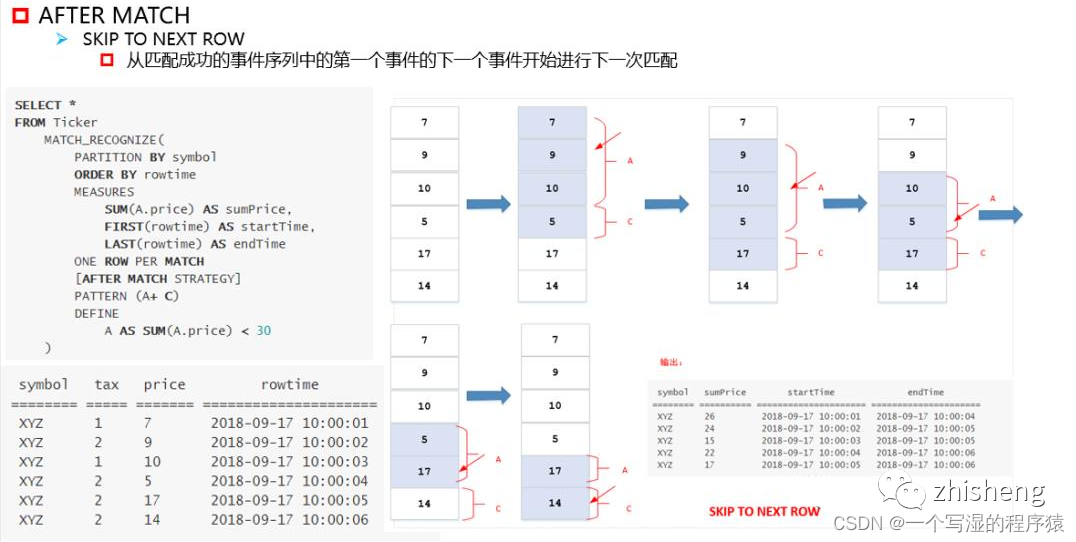 AFTER MATCH
SKIP TO NEXT ROW
从匹配成功的事件序列中的第一个事件的下一个事件开始进行下一次匹配
SELECT *
FROM Ticker
MATCH_RECOGNIZE(
PARTITION BY symbol
ORDER BY rowtime
MEASURES
SUM(A.price) AS sumPrice,
FIRST(rowtime) AS startTime,
LAST(rowtime) AS endTime
ONE ROW PER MATCH
[AFTER MATCH STRATEGY]
PATTERN (A+ C)
DEFINE
A AS SUM(A.price) < 30
)
symbol tax price rowtime
======== ===== ======= =====================
XYZ 1 7 2018-09-17 10:00:01
XYZ 2 9 2018-09-17 10:00:02
XYZ 1 10 2018-09-17 10:00:03
XYZ 2 5 2018-09-17 10:00:04
XYZ 2 17 2018-09-17 10:00:05
XYZ 2 14 2018-09-17 10:00:06
7 7 7 7
9 9 A 9 9
10 10 10 A 10 A
5 5 C 5 5
17 17 17 C 17 C
14 14 14 14
7 7
9 9
10 10
5 5
17 A 17 A
14 C 14 C
输出:
symbol sumPrice startTime endTime
======== ========== ===================== =====================
XYZ 26 2018-09-17 10:00:01 2018-09-17 10:00:04
XYZ 24 2018-09-17 10:00:02 2018-09-17 10:00:05
XYZ 15 2018-09-17 10:00:03 2018-09-17 10:00:05
XYZ 22 2018-09-17 10:00:04 2018-09-17 10:00:06
XYZ 17 2018-09-17 10:00:05 2018-09-17 10:00:06
SKIP TO NEXT ROW
zhisheng
CSDN @一个写湿的程序猿